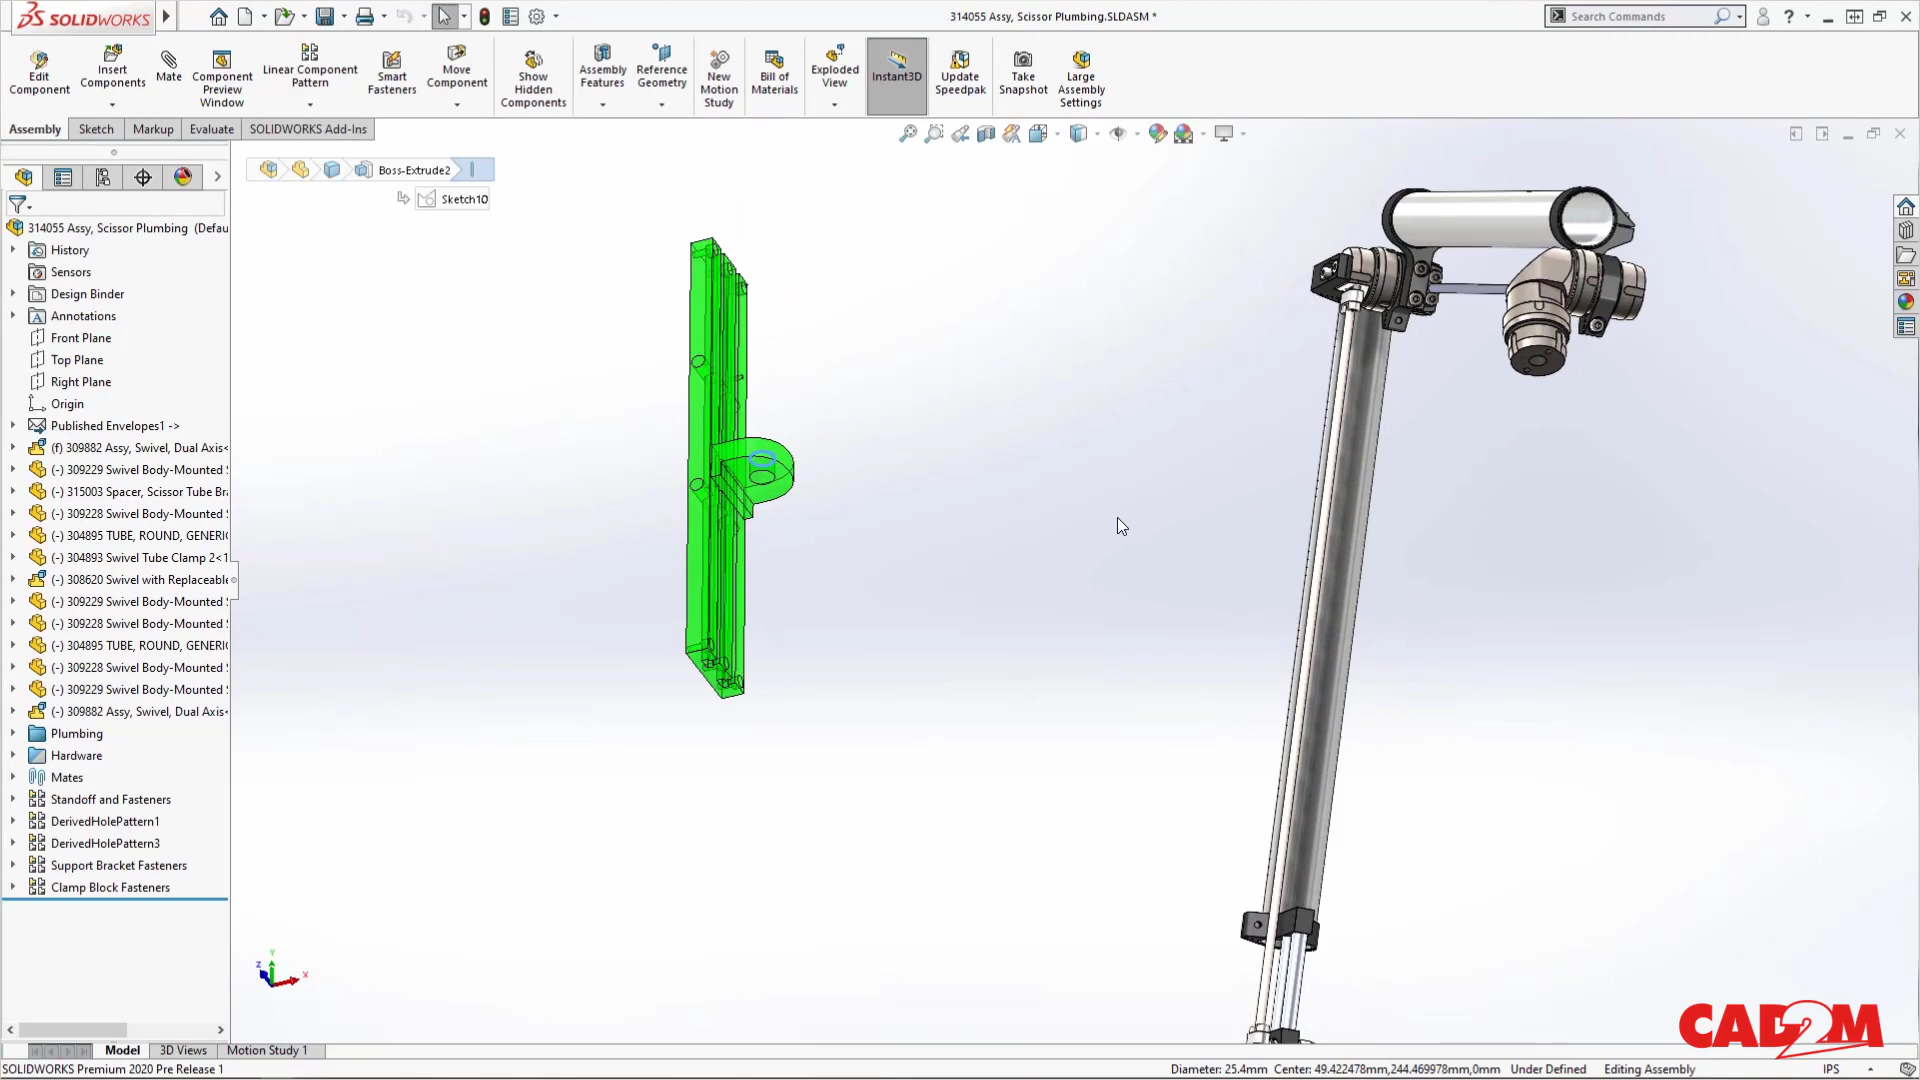 SOLIDWORKS
314055 Assy, Scissor Plumbing.SLDASM *
Search Commands
Edit Component
Insert Components
Mate
Component Preview Window
Linear Component Pattern
Smart Fasteners
Move Component
Show Hidden Components
Assembly Features
Reference Geometry
New Motion Study
Bill of Materials
Exploded View
Instant3D
Update Speedpak
Take Snapshot
Large Assembly Settings
Assembly
Sketch
Markup
Evaluate
SOLIDWORKS Add-Ins
Boss-Extrude2
Sketch10
314055 Assy, Scissor Plumbing (Defau
History
Sensors
Design Binder
Annotations
Front Plane
Top Plane
Right Plane
Origin
Published Envelopes1 ->
(f) 309882 Assy, Swivel, Dual Axis<
(-) 309229 Swivel Body-Mounted
(-) 315003 Spacer, Scissor Tube Bra
(-) 309228 Swivel Body-Mounted
(-) 304895 TUBE, ROUND, GENERIC
(-) 304893 Swivel Tube Clamp 2<1
(-) 308620 Swivel with Replaceable
(-) 309229 Swivel Body-Mounted
(-) 309228 Swivel Body-Mounted
(-) 304895 TUBE, ROUND, GENERIC
(-) 309228 Swivel Body-Mounted
(-) 309229 Swivel Body-Mounted
(-) 309882 Assy, Swivel, Dual Axis<
Plumbing
Hardware
Mates
Standoff and Fasteners
DerivedHolePattern1
DerivedHolePattern3
Support Bracket Fasteners
Clamp Block Fasteners
Y
Z
X
CAD2M
Model
3D Views
Motion Study 1
SOLIDWORKS Premium 2020 Pre Release 1
Diameter: 25.4mm Center: 49.422478mm,244.469978mm,0mm
Under Defined
Editing Assembly
IPS